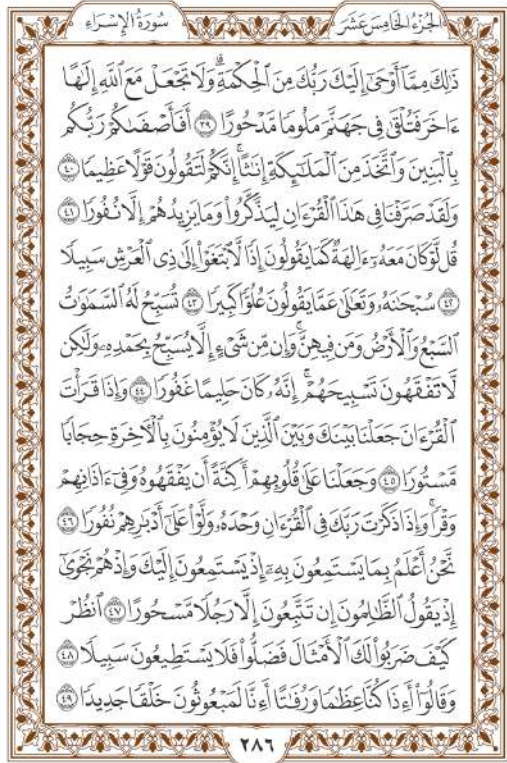 الجُزْءُ الخَامِسَ عَشَرَ
سُورَةُ الإِسْرَاءِ
ذَٰلِكَ مِمَّآ أَوْحَىٰٓ إِلَيْكَ رَبُّكَ مِنَ ٱلْحِكْمَةِۗ وَلَا تَجْعَلْ مَعَ ٱللَّهِ إِلَٰهًا
ءَاخَرَ فَتُلْقَىٰ فِى جَهَنَّمَ مَلُومًا مَّدْحُورًا ٣٩ أَفَأَصْفَىٰكُمْ رَبُّكُم
بِٱلْبَنِينَ وَٱتَّخَذَ مِنَ ٱلْمَلَٰٓئِكَةِ إِنَٰثًاۚ إِنَّكُمْ لَتَقُولُونَ قَوْلًا عَظِيمًا ٤٠
وَلَقَدْ صَرَّفْنَا فِى هَٰذَا ٱلْقُرْءَانِ لِيَذَّكَّرُوا۟ وَمَا يَزِيدُهُمْ إِلَّا نُفُورًا ٤١
قُل لَّوْ كَانَ مَعَهُۥٓ ءَالِهَةٌ كَمَا يَقُولُونَ إِذًا لَّٱبْتَغَوْا۟ إِلَىٰ ذِى ٱلْعَرْشِ سَبِيلًا
٤٢ سُبْحَٰنَهُۥ وَتَعَٰلَىٰ عَمَّا يَقُولُونَ عُلُوًّا كَبِيرًا ٤٣ تُسَبِّحُ لَهُ ٱلسَّمَٰوَٰتُ
ٱلسَّبْعُ وَٱلْأَرْضُ وَمَن فِيهِنَّۚ وَإِن مِّن شَىْءٍ إِلَّا يُسَبِّحُ بِحَمْدِهِۦ وَلَٰكِن
لَّا تَفْقَهُونَ تَسْبِيحَهُمْۗ إِنَّهُۥ كَانَ حَلِيمًا غَفُورًا ٤٤ وَإِذَا قَرَأْتَ
ٱلْقُرْءَانَ جَعَلْنَا بَيْنَكَ وَبَيْنَ ٱلَّذِينَ لَا يُؤْمِنُونَ بِٱلْأَخِرَةِ حِجَابًا
مَّسْتُورًا ٤٥ وَجَعَلْنَا عَلَىٰ قُلُوبِهِمْ أَكِنَّةً أَن يَفْقَهُوهُ وَفِىٓ ءَاذَانِهِمْ
وَقْرًاۚ وَإِذَا ذَكَرْتَ رَبَّكَ فِى ٱلْقُرْءَانِ وَحْدَهُۥ وَلَّوْا۟ عَلَىٰٓ أَدْبَٰرِهِمْ نُفُورًا ٤٦
نَّحْنُ أَعْلَمُ بِمَا يَسْتَمِعُونَ بِهِۦٓ إِذْ يَسْتَمِعُونَ إِلَيْكَ وَإِذْ هُمْ نَجْوَىٰٓ
إِذْ يَقُولُ ٱلظَّٰلِمُونَ إِن تَتَّبِعُونَ إِلَّا رَجُلًا مَّسْحُورًا ٤٧ ٱنظُرْ
كَيْفَ ضَرَبُوا۟ لَكَ ٱلْأَمْثَالَ فَضَلُّوا۟ فَلَا يَسْتَطِيعُونَ سَبِيلًا ٤٨
وَقَالُوٓا۟ أَءِذَا كُنَّا عِظَٰمًا وَرُفَٰتًا أَءِنَّا لَمَبْعُوثُونَ خَلْقًا جَدِيدًا ٤٩
٢٨٦